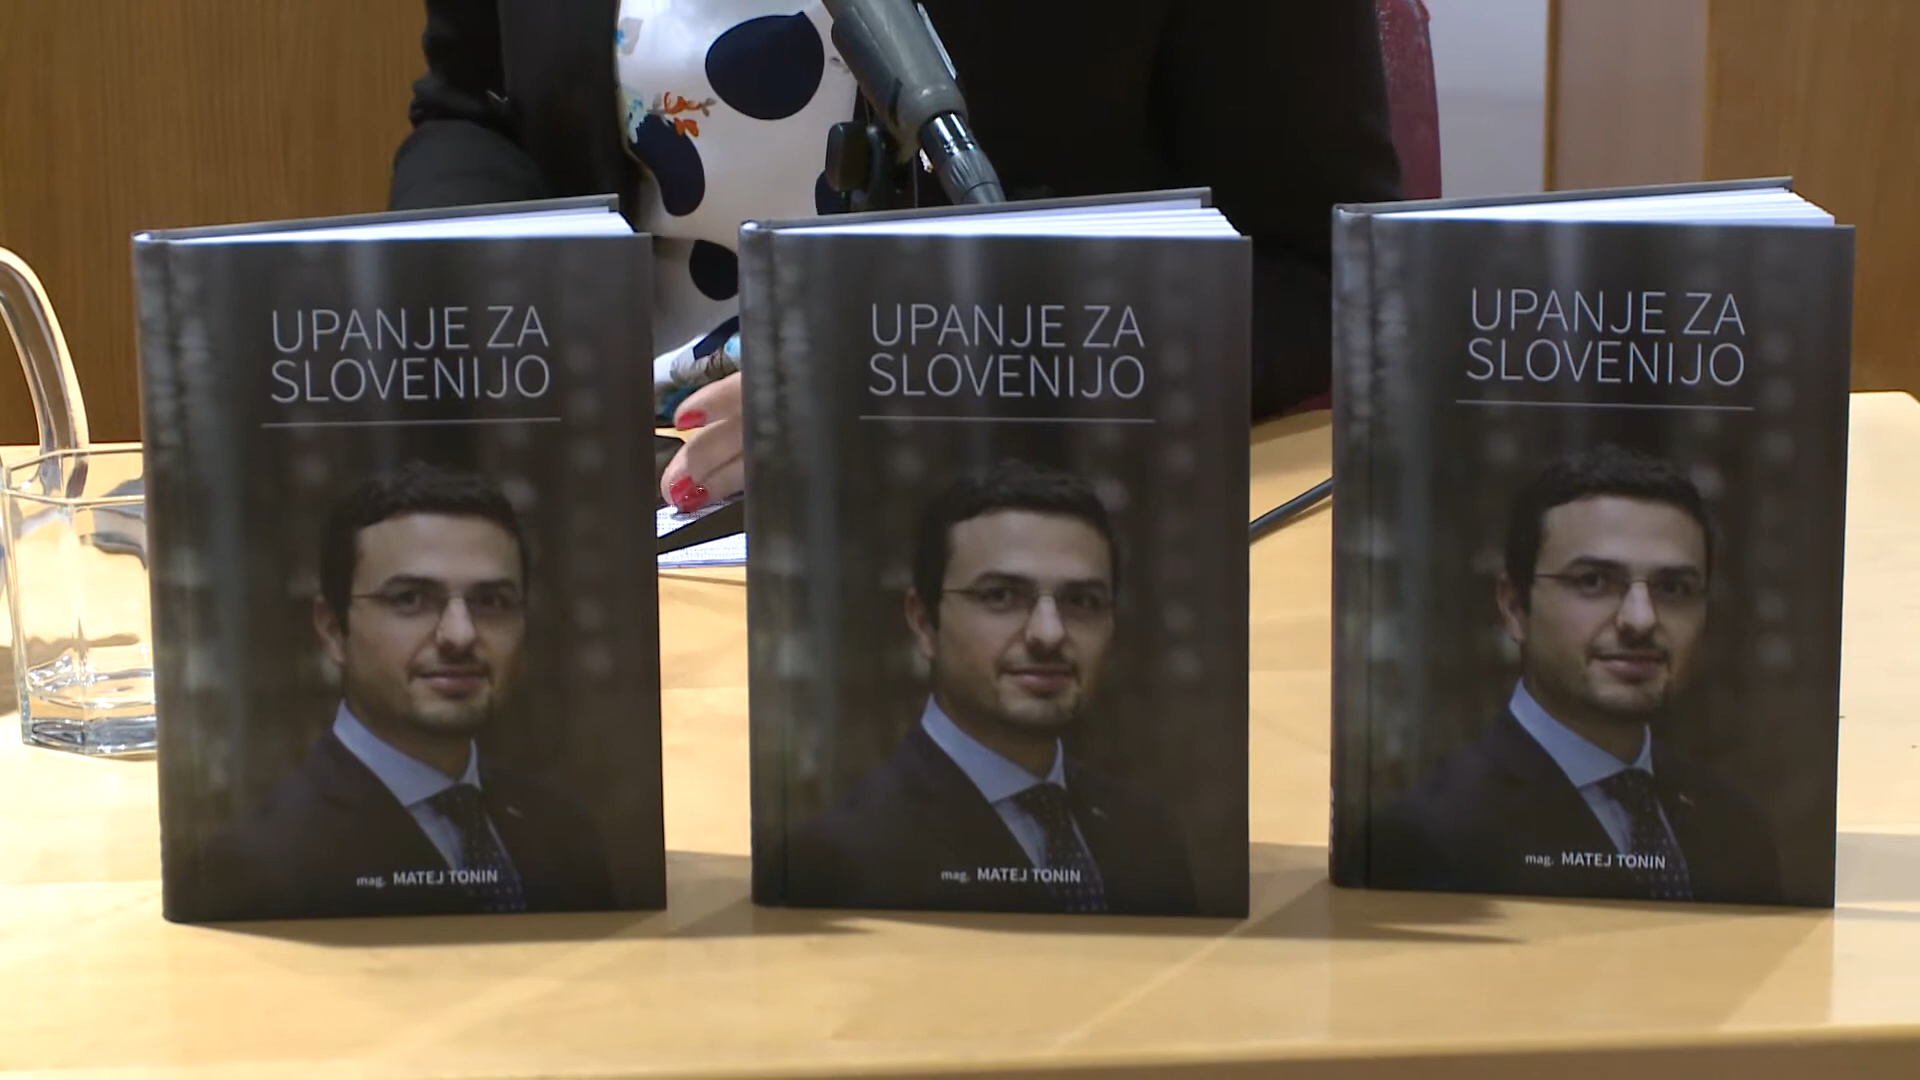 UPANJE ZA
SLOVENIJO
mag. MATEJ TONIN
UPANJE ZA
SLOVENIJO
mag. MATEJ TONIN
UPANJE ZA
SLOVENIJO
mag. MATEJ TONIN